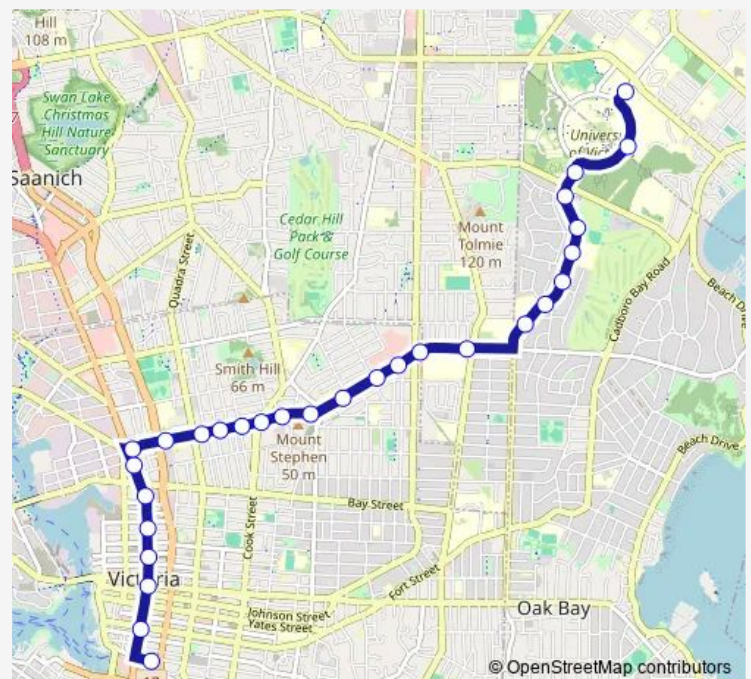 Hill
108 m
Swan Lake
Christmas
Hill Nature
Sanctuary
Saanich
Quadra Street
Cedar Hill
Park &
Golf Course
Mount
Tolmie
120 m
Cadboro Bay Road
Beach Drive
Smith Hill
66 m
Mount
Stephen
50 m
Bay Street
Cook Street
Victoria
Johnson Street
Yates Street
Fort Street
Oak Bay
© OpenStreetMap contributors